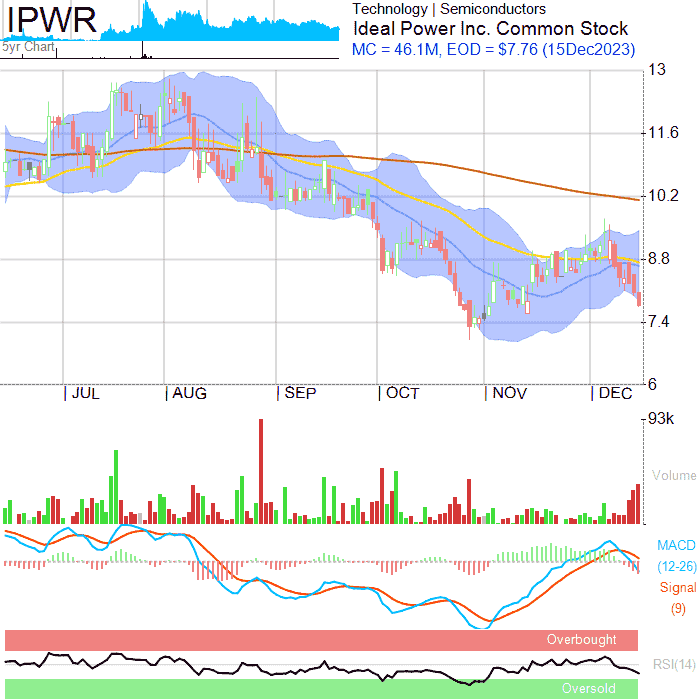 IPWR
5yr Chart
Technology | Semiconductors
Ideal Power Inc. Common Stock
MC = 46.1M, EOD = $7.76 (15Dec2023)
13
11.6
10.2
8.8
7.4
6
JUL AUG SEP OCT NOV DEC
93k
Volume
MACD
(12-26)
Signal
(9)
Overbought
RSI(14)
Oversold